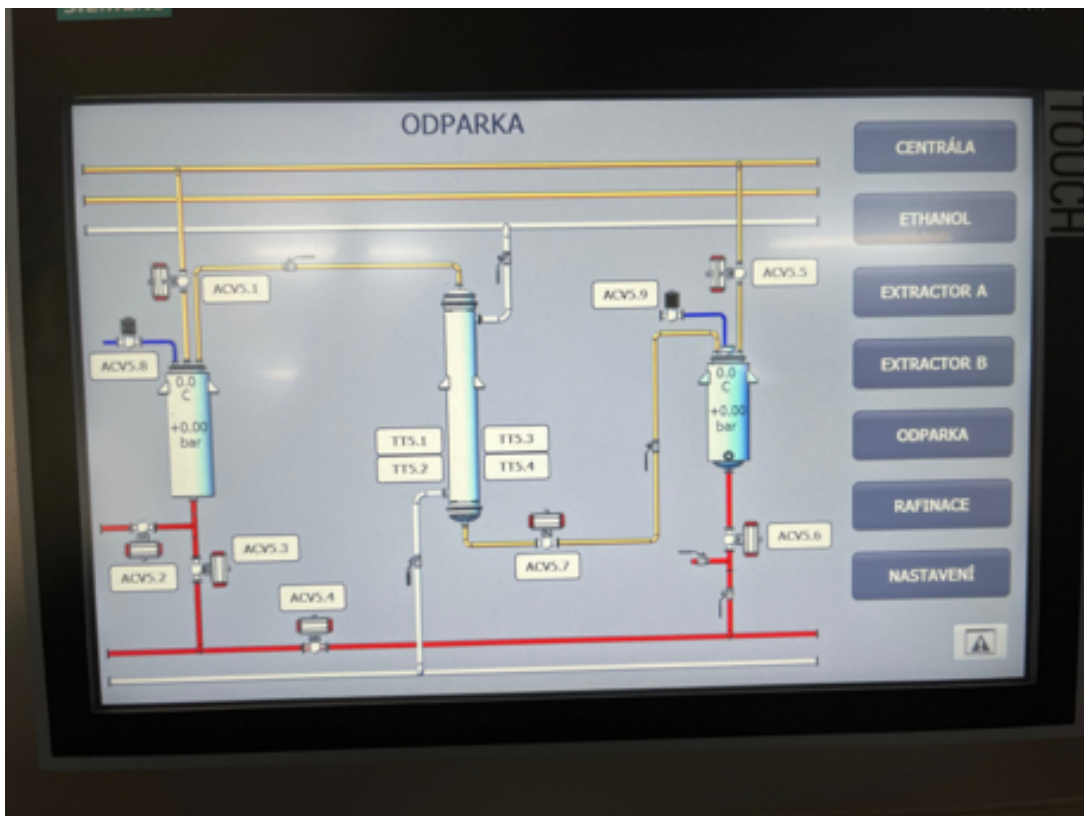 ODPARKA
TOUCH
CENTRÁLA
ETHANOL
EXTRACTOR A
EXTRACTOR B
ODPARKA
RAFINACE
NASTAVENÍ
ACV5.1
ACV5.9
ACV5.5
ACV5.8
0.0
C
+0.00
bar
0.0
C
+0.00
bar
TT5.1
TT5.3
TT5.2
TT5.4
ACV5.3
ACV5.2
ACV5.7
ACV5.6
ACV5.4